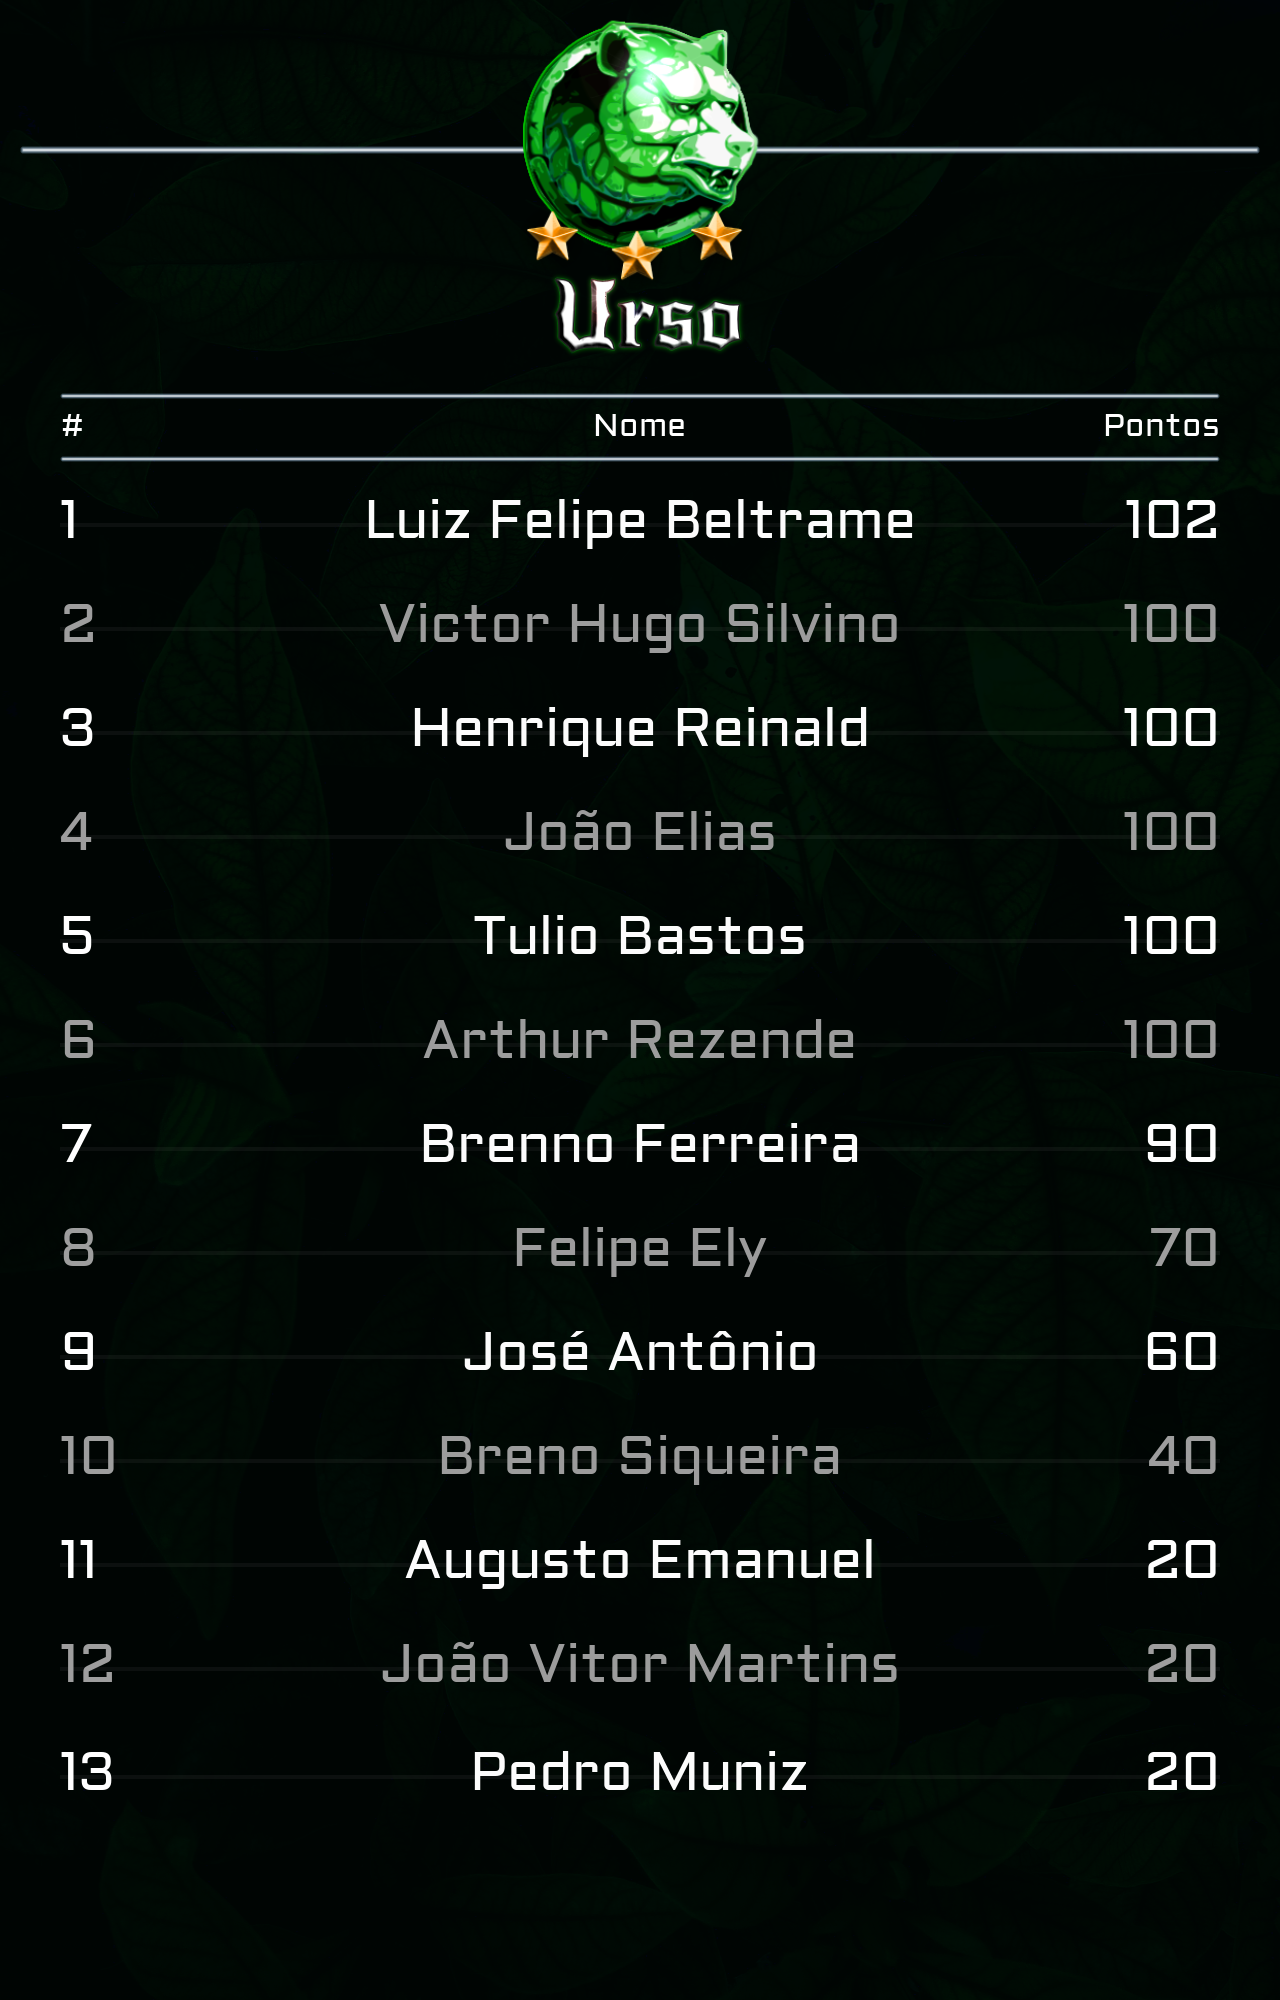 Urso
# Nome Pontos
1 Luiz Felipe Beltrame 102
2 Victor Hugo Silvino 100
3 Henrique Reinald 100
4 João Elias 100
5 Tulio Bastos 100
6 Arthur Rezende 100
7 Brenno Ferreira 90
8 Felipe Ely 70
9 José Antônio 60
10 Breno Siqueira 40
11 Augusto Emanuel 20
12 João Vitor Martins 20
13 Pedro Muniz 20